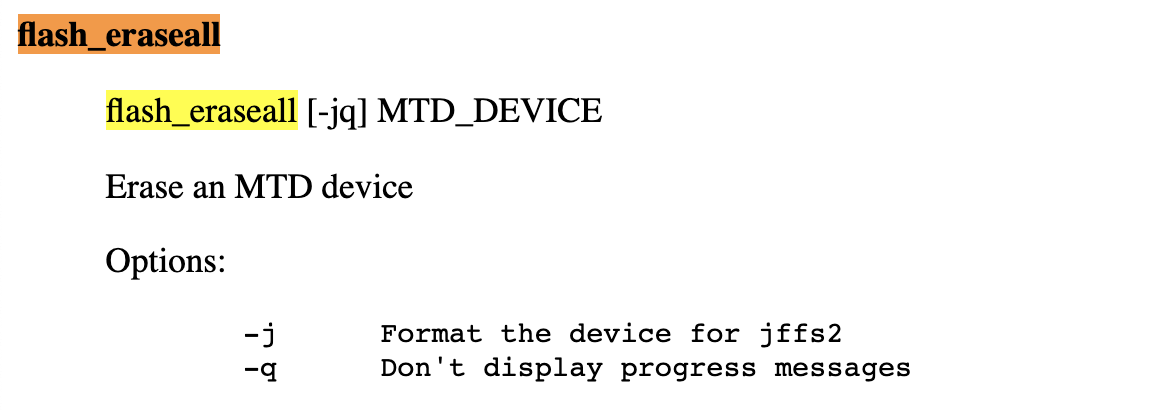 flash_eraseall
flash_eraseall [-jq] MTD_DEVICE
Erase an MTD device
Options:
-j Format the device for jffs2
-q Don't display progress messages